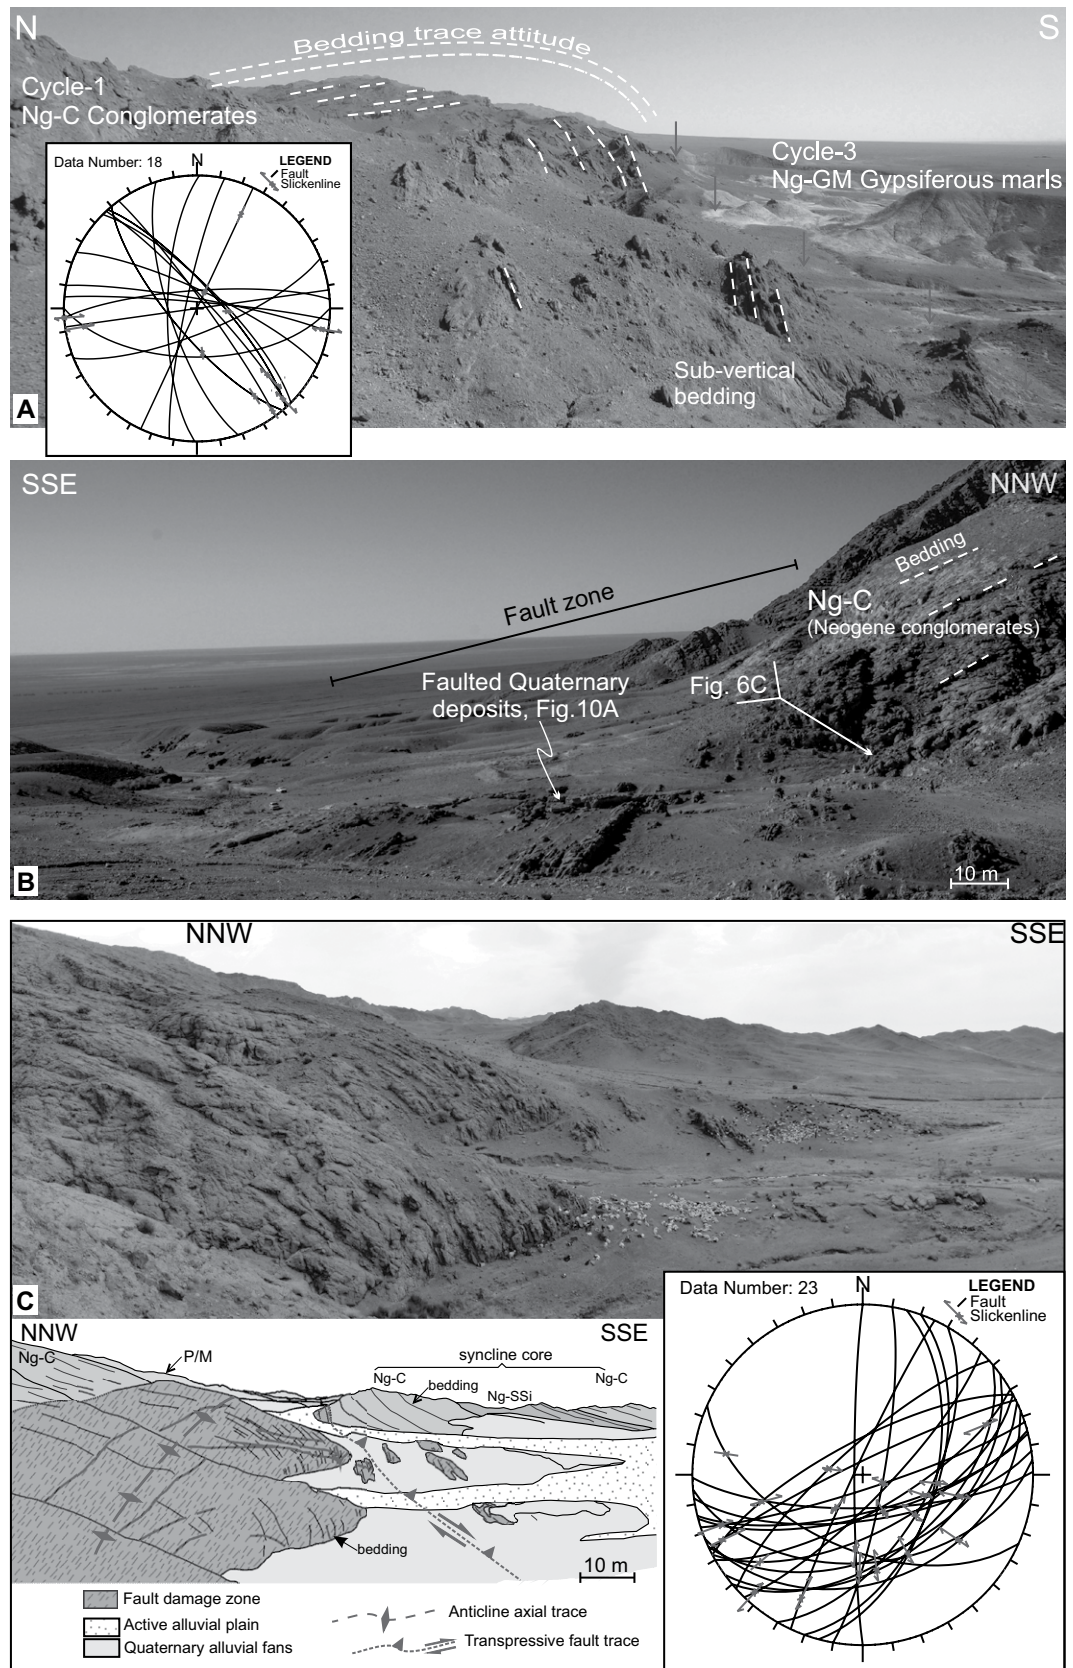 N
S
Bedding trace attitude
Cycle-1
Ng-C Conglomerates
Cycle-3
Ng-GM Gypsiferous marls
Data Number: 18
N
LEGEND
Fault
Slickenline
Sub-vertical
bedding
A
SSE
NNW
Bedding
Fault zone
Ng-C
(Neogene conglomerates)
Faulted Quaternary
deposits, Fig.10A
Fig. 6C
10 m
B
NNW
SSE
C
NNW
SSE
Ng-C
P/M
syncline core
Ng-C
bedding
Ng-SSi
Ng-C
bedding
10 m
Fault damage zone
Active alluvial plain
Quaternary alluvial fans
Anticline axial trace
Transpressive fault trace
Data Number: 23
N
LEGEND
Fault
Slickenline